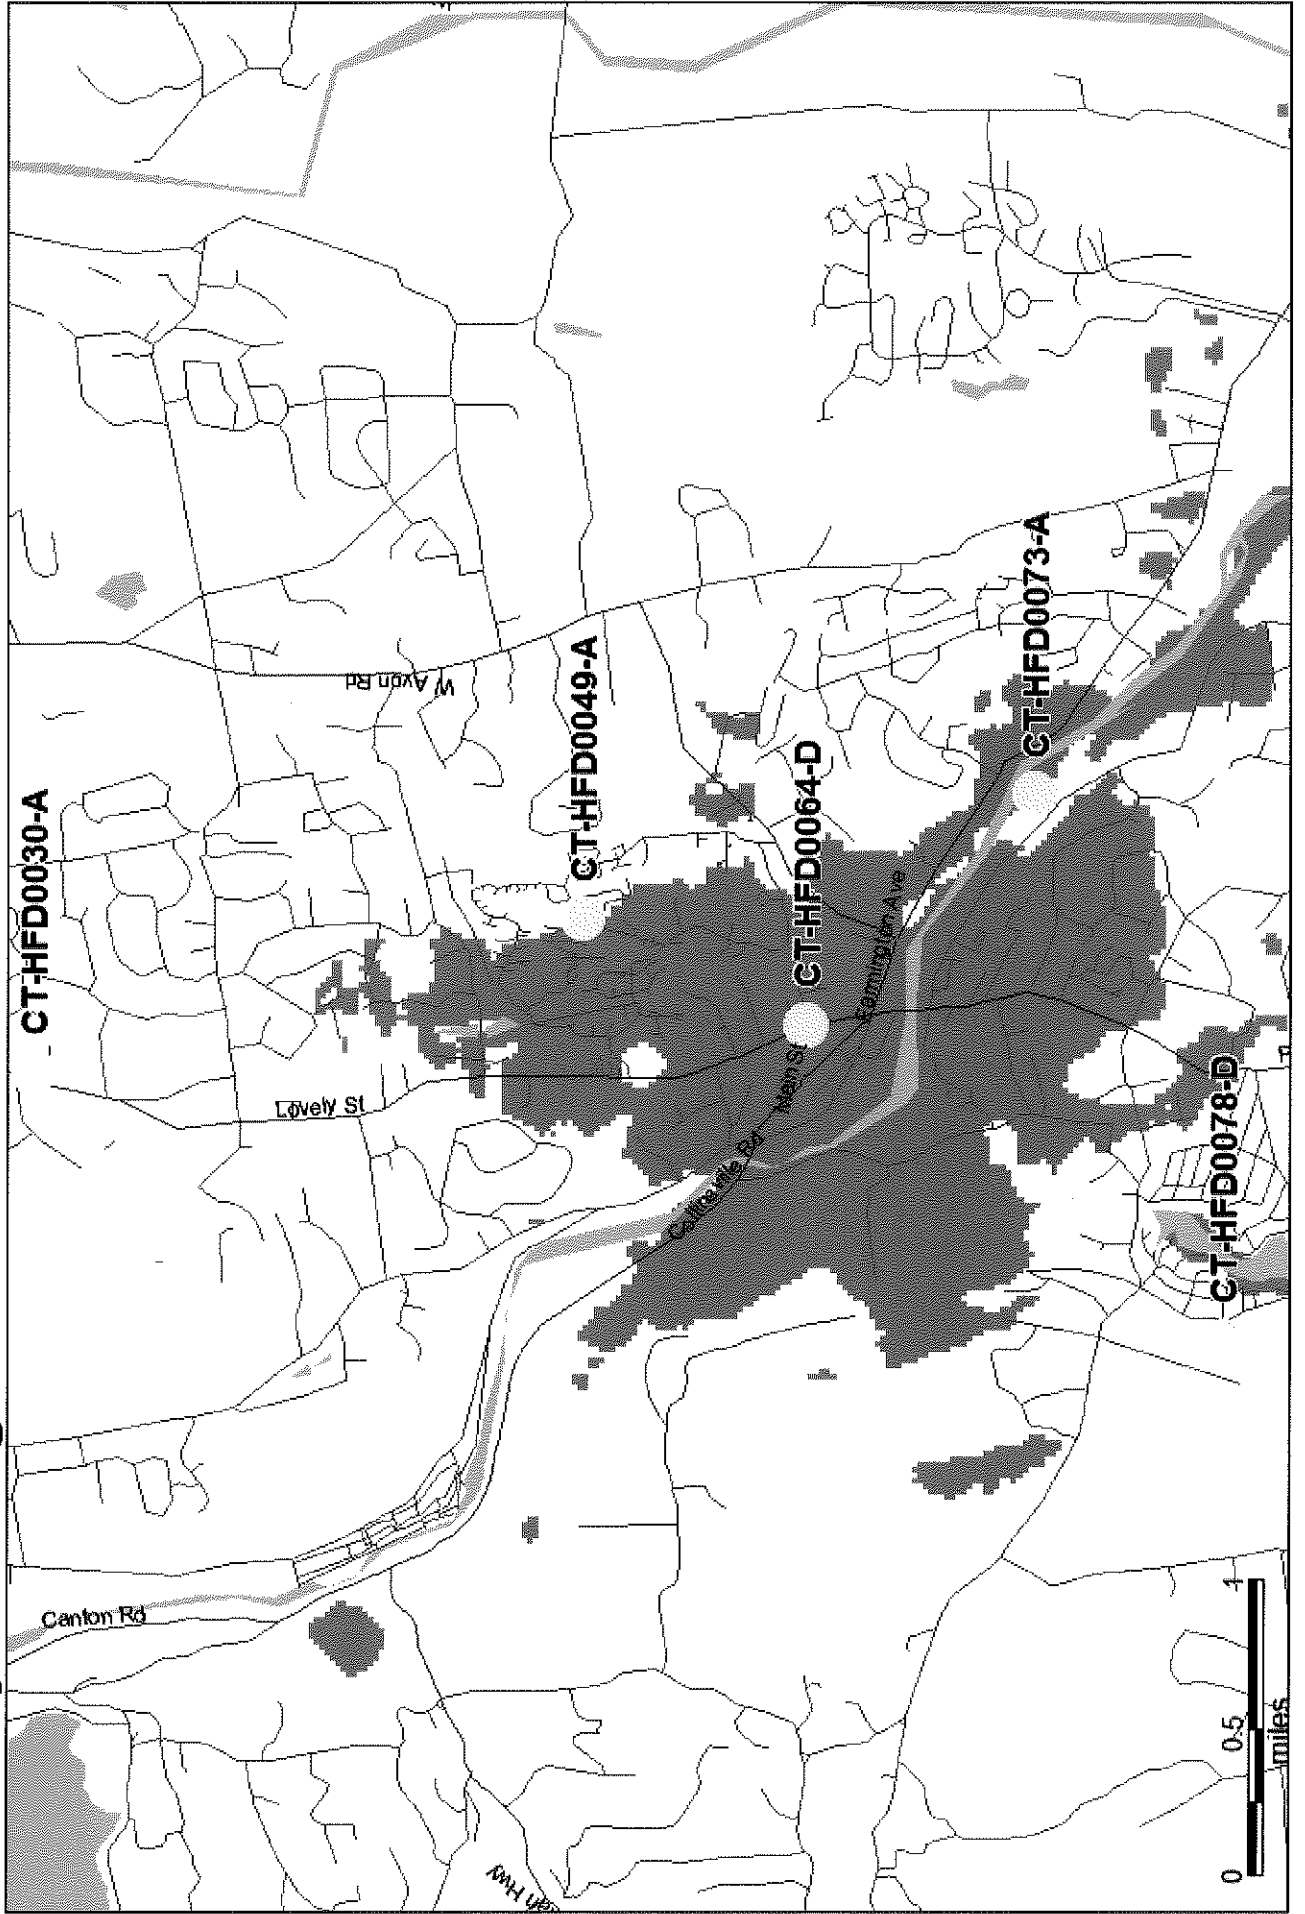 CT-HFD0030-A
W Avon Rd
CT-HFD0049-A
CT-HFD0064-D
CT-HFD0073-A
Lovely St
Farmington Ave
Main St
Collinsville Rd
CT-HFD0078-D
Canton Rd
Hwy
0
0.5
1
miles